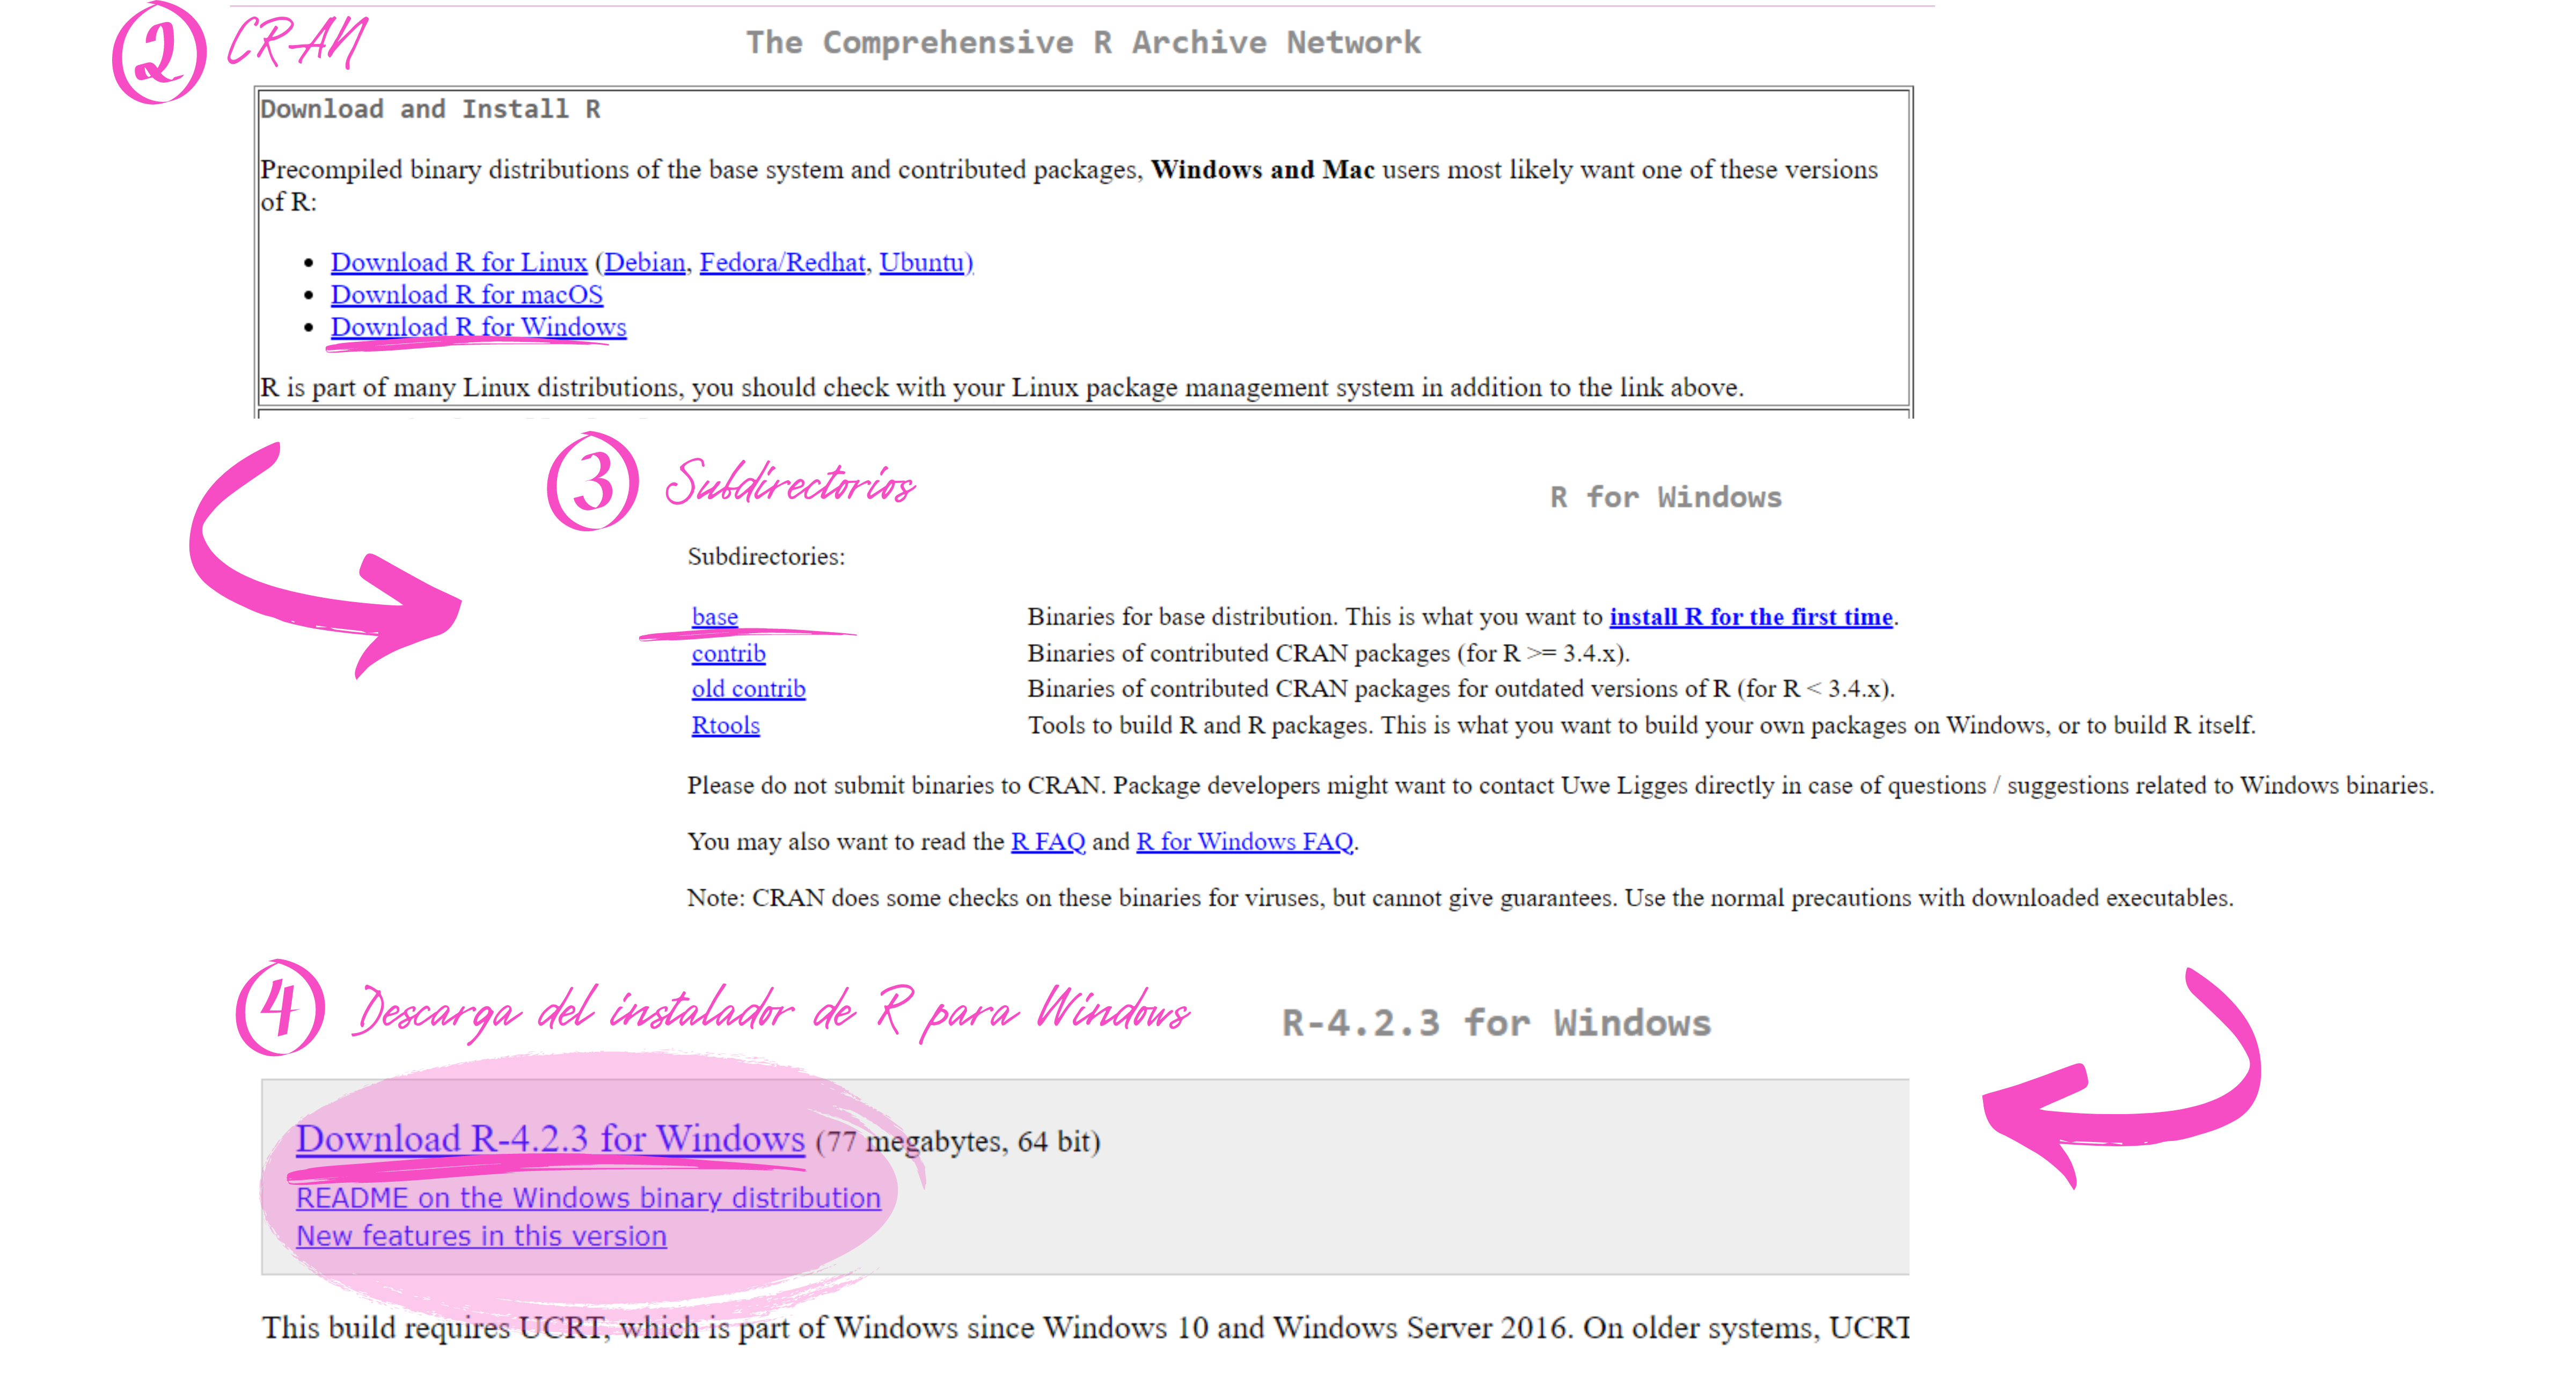 2 CRAN
The Comprehensive R Archive Network
Download and Install R
Precompiled binary distributions of the base system and contributed packages, Windows and Mac users most likely want one of these versions
of R:
• Download R for Linux (Debian, Fedora/Redhat, Ubuntu)
• Download R for macOS
• Download R for Windows
R is part of many Linux distributions, you should check with your Linux package management system in addition to the link above.
3 Subdirectorios
R for Windows
Subdirectories:
base Binaries for base distribution. This is what you want to install R for the first time.
contrib Binaries of contributed CRAN packages (for R >= 3.4.x).
old contrib Binaries of contributed CRAN packages for outdated versions of R (for R < 3.4.x).
Rtools Tools to build R and R packages. This is what you want to build your own packages on Windows, or to build R itself.
Please do not submit binaries to CRAN. Package developers might want to contact Uwe Ligges directly in case of questions / suggestions related to Windows binaries.
You may also want to read the R FAQ and R for Windows FAQ.
Note: CRAN does some checks on these binaries for viruses, but cannot give guarantees. Use the normal precautions with downloaded executables.
4 Descarga del instalador de R para Windows
R-4.2.3 for Windows
Download R-4.2.3 for Windows (77 megabytes, 64 bit)
README on the Windows binary distribution
New features in this version
This build requires UCRT, which is part of Windows since Windows 10 and Windows Server 2016. On older systems, UCRT